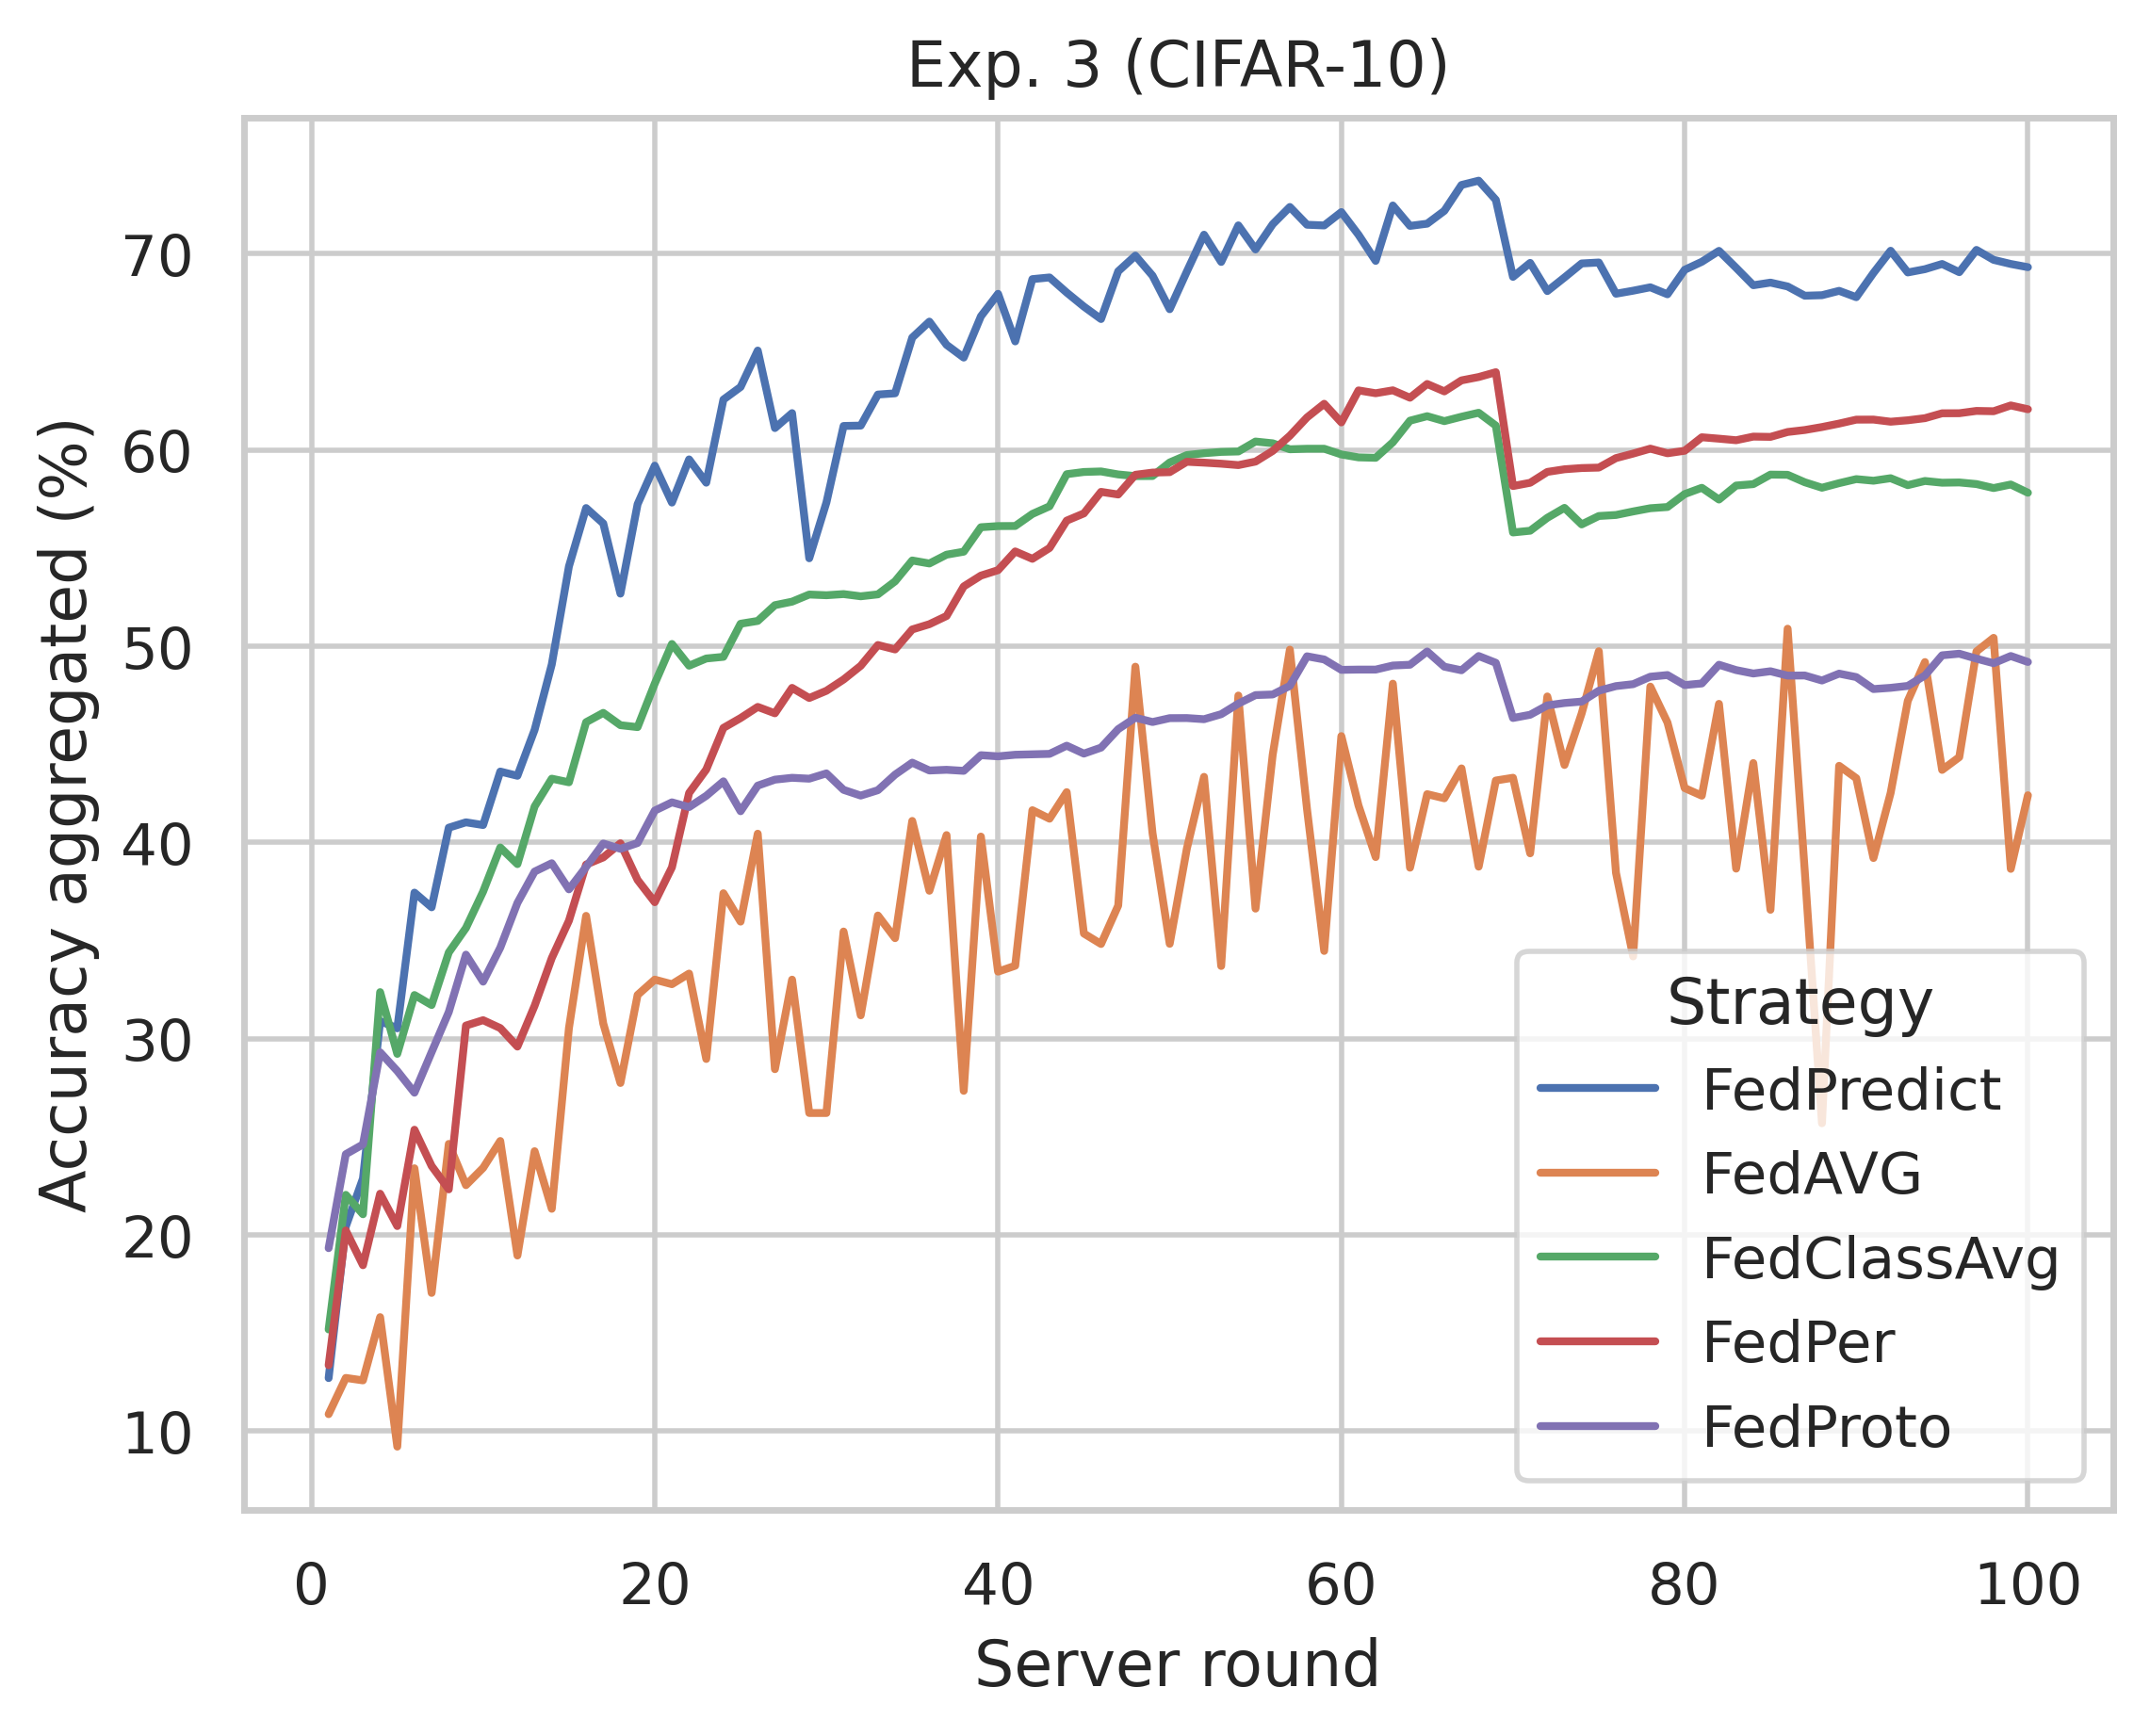 Exp. 3 (CIFAR-10)
Accuracy aggregated (%)
70
60
50
40
30
20
10
Strategy
FedPredict
FedAVG
FedClassAvg
FedPer
FedProto
0 20 40 60 80 100
Server round